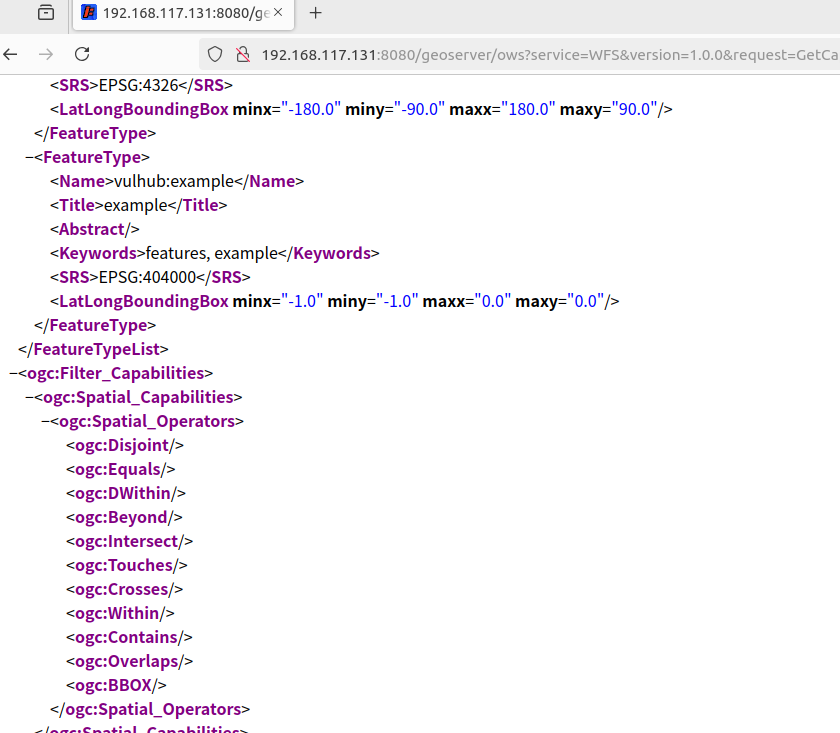 192.168.117.131:8080/ge
192.168.117.131:8080/geoserver/ows?service=WFS&version=1.0.0&request=GetCa
<SRS>EPSG:4326</SRS>
<LatLongBoundingBox minx="-180.0" miny="-90.0" maxx="180.0" maxy="90.0"/>
</FeatureType>
−<FeatureType>
<Name>vulhub:example</Name>
<Title>example</Title>
<Abstract/>
<Keywords>features, example</Keywords>
<SRS>EPSG:404000</SRS>
<LatLongBoundingBox minx="-1.0" miny="-1.0" maxx="0.0" maxy="0.0"/>
</FeatureType>
</FeatureTypeList>
−<ogc:Filter_Capabilities>
−<ogc:Spatial_Capabilities>
−<ogc:Spatial_Operators>
<ogc:Disjoint/>
<ogc:Equals/>
<ogc:DWithin/>
<ogc:Beyond/>
<ogc:Intersect/>
<ogc:Touches/>
<ogc:Crosses/>
<ogc:Within/>
<ogc:Contains/>
<ogc:Overlaps/>
<ogc:BBOX/>
</ogc:Spatial_Operators>
</ogc:Spatial_Capabilities>